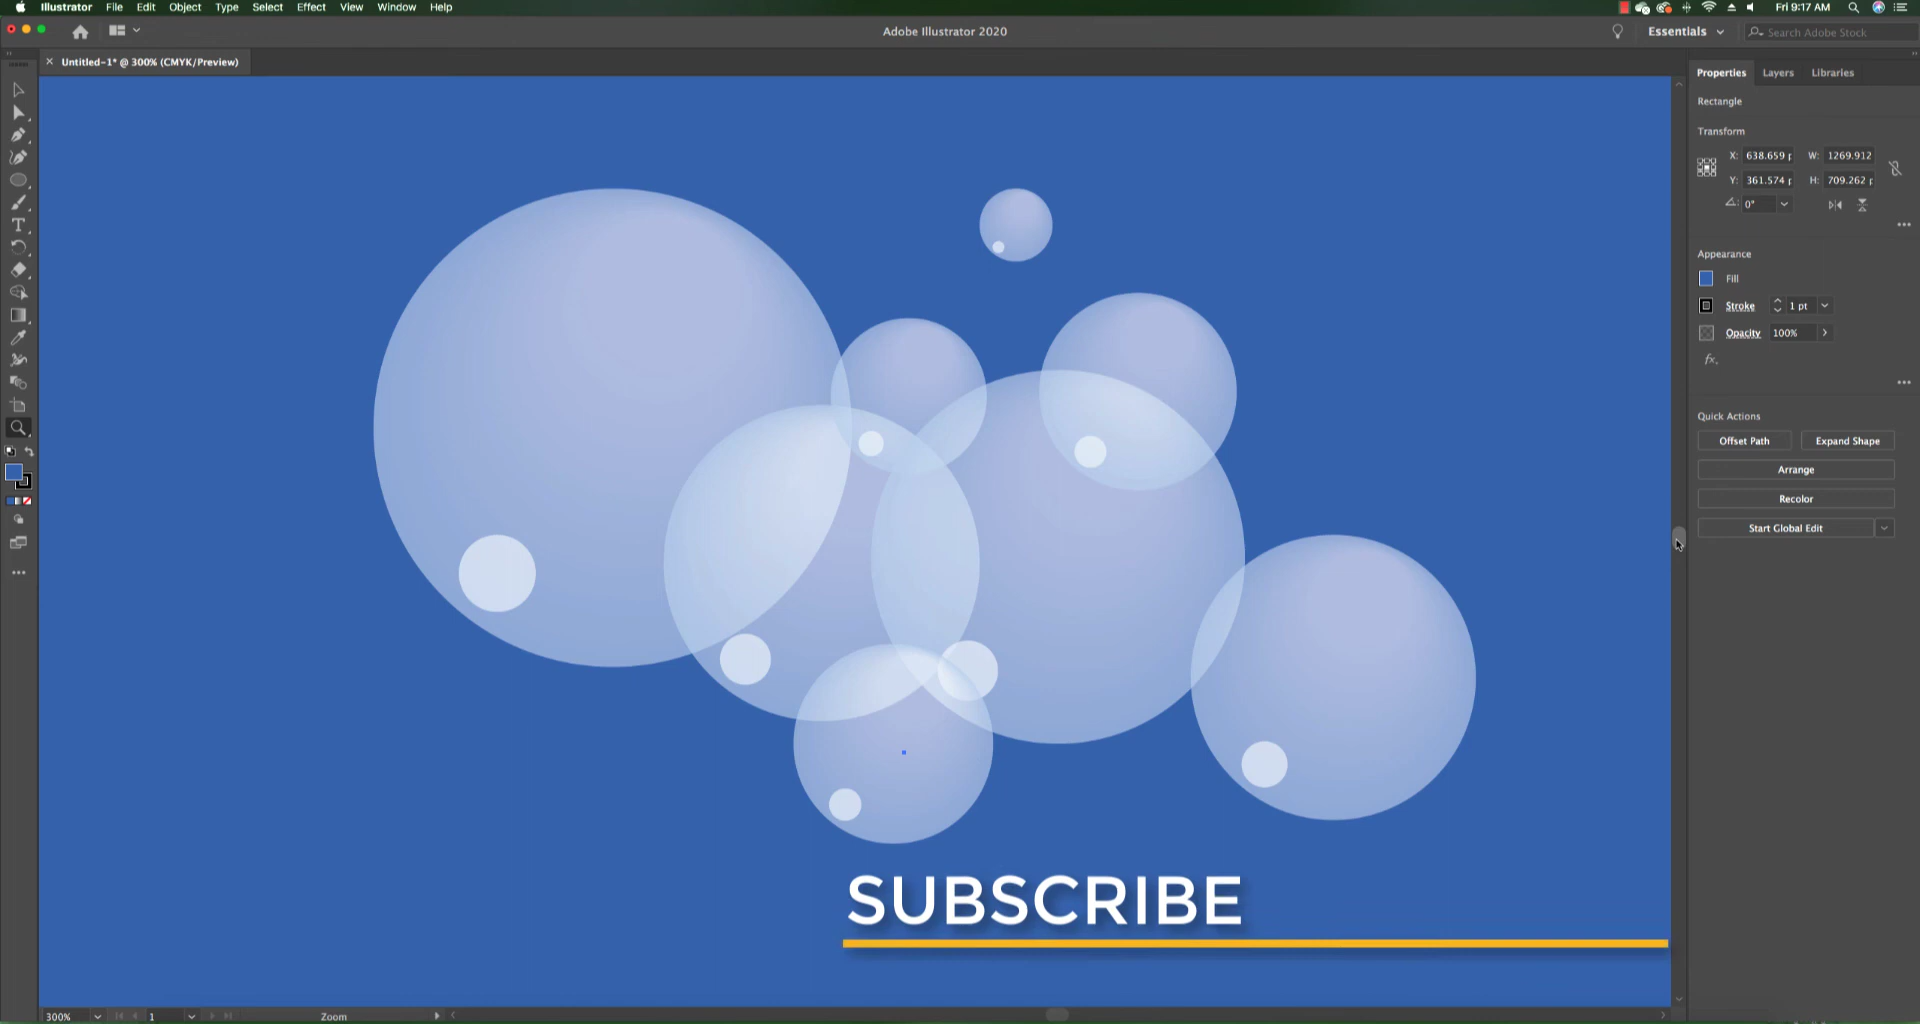 Illustrator File Edit Object Type Select Effect View Window Help
Fri 9:17 AM
Adobe Illustrator 2020
Essentials
Search Adobe Stock
Untitled-1* @ 300% (CMYK/Preview)
Properties Layers Libraries
Rectangle
Transform
X: 638.659 p W: 1269.912
Y: 361.574 p H: 709.262 p
0°
Appearance
Fill
Stroke 1 pt
Opacity 100%
fx.
Quick Actions
Offset Path Expand Shape
Arrange
Recolor
Start Global Edit
SUBSCRIBE
300% 1 Zoom